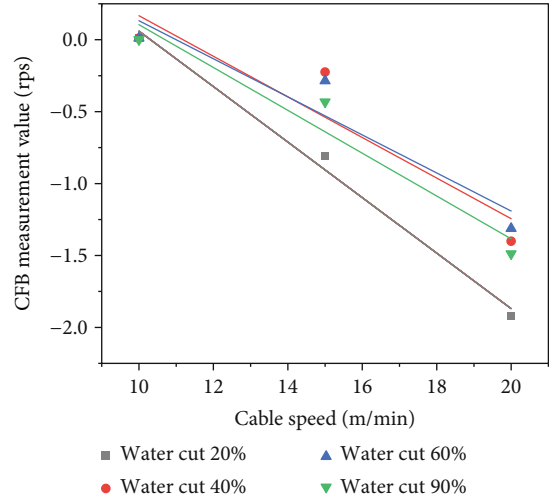 CFB measurement value (rps)
0.0
−0.5
−1.0
−1.5
−2.0
10 12 14 16 18 20
Cable speed (m/min)
Water cut 20% Water cut 60%
Water cut 40% Water cut 90%